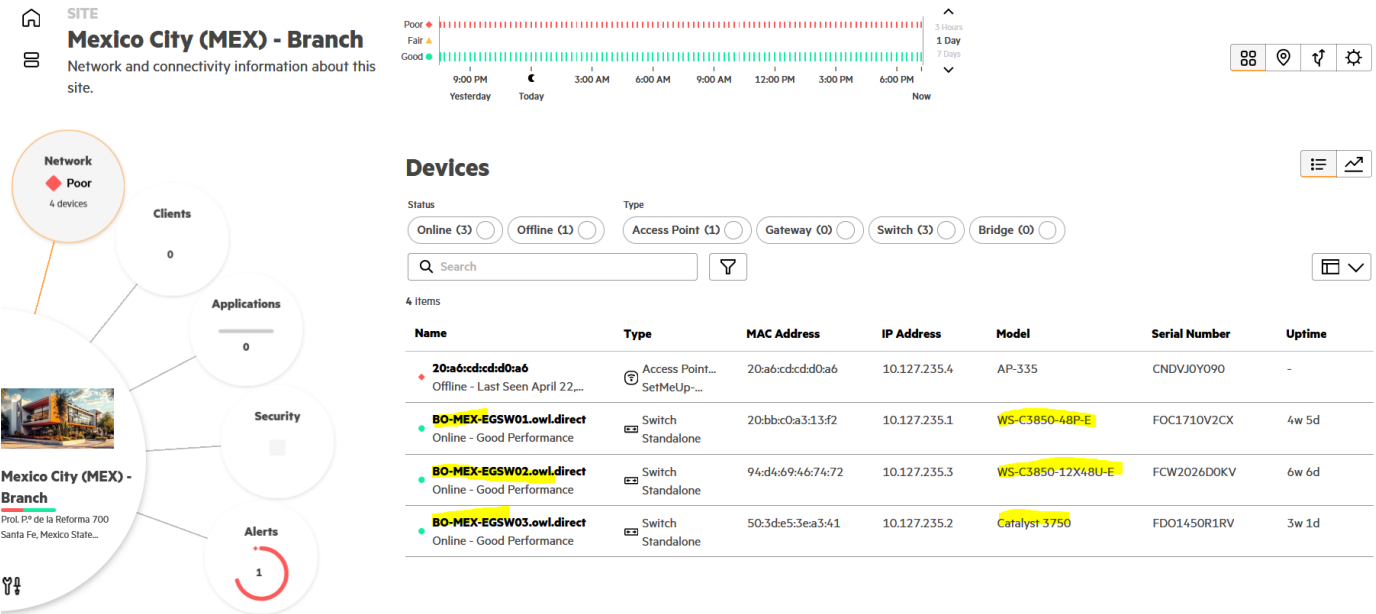 SITE
Mexico City (MEX) - Branch
Network and connectivity information about this
site.
Poor
Fair
Good
9:00 PM
3:00 AM
6:00 AM
9:00 AM
12:00 PM
3:00 PM
6:00 PM
Yesterday
Today
Now
3 Hours
1 Day
7 Days
Network
Poor
4 devices
Clients
0
Applications
0
Security
Alerts
1
Mexico City (MEX) -
Branch
Prol. P.º de la Reforma 700
Santa Fe, Mexico State...
Devices
Status
Type
Online (3)
Offline (1)
Access Point (1)
Gateway (0)
Switch (3)
Bridge (0)
Search
4 items
Name Type MAC Address IP Address Model Serial Number Uptime
20:a6:cd:cd:d0:a6 Access Point... 20:a6:cd:cd:d0:a6 10.127.235.4 AP-335 CNDVJ0Y090 -
Offline - Last Seen April 22,... SetMeUp-...
BO-MEX-EGSW01.owl.direct Switch 20:bb:c0:a3:13:f2 10.127.235.1 WS-C3850-48P-E FOC1710V2CX 4w 5d
Online - Good Performance Standalone
BO-MEX-EGSW02.owl.direct Switch 94:d4:69:46:74:72 10.127.235.3 WS-C3850-12X48U-E FCW2026D0KV 6w 6d
Online - Good Performance Standalone
BO-MEX-EGSW03.owl.direct Switch 50:3d:e5:3e:a3:41 10.127.235.2 Catalyst 3750 FDO1450R1RV 3w 1d
Online - Good Performance Standalone